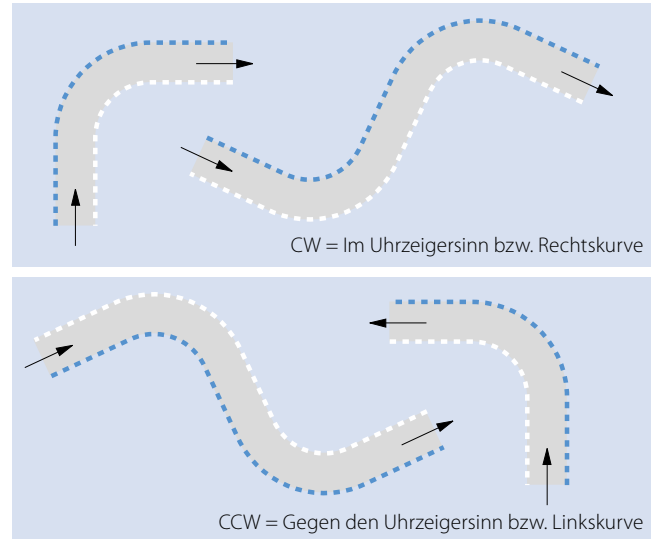 CW = Im Uhrzeigersinn bzw. Rechtskurve
CCW = Gegen den Uhrzeigersinn bzw. Linkskurve